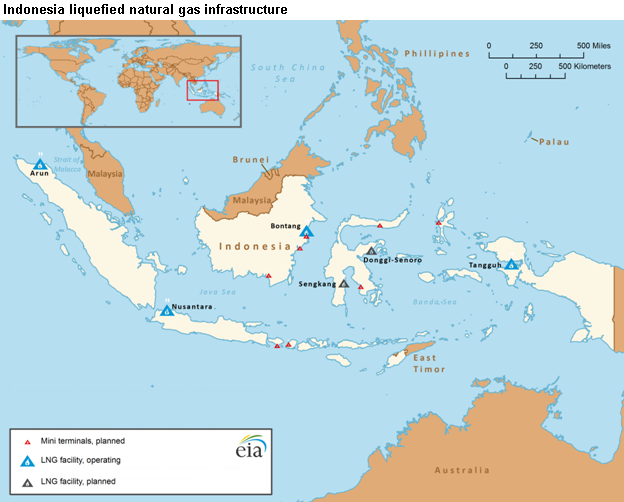 Indonesia liquefied natural gas infrastructure
Phillipines
0 250 500 Miles
0 250 500 Kilometers
South China
Sea
Palau
Strait of
Malacca
Malaysia
Arun
Brunei
Malaysia
Bontang
Indonesia
Donggi-Senoro
Tangguh
Sengkang
Java Sea
Banda Sea
Nusantara
East
Timor
Australia
Mini terminals, planned
LNG facility, operating
LNG facility, planned
eia